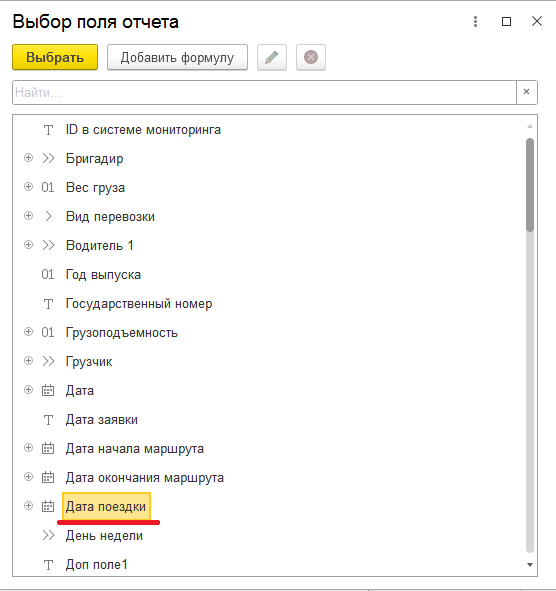 Выбор поля отчета
Выбрать
Добавить формулу
Найти...
ID в системе мониторинга
Бригадир
01 Вес груза
Вид перевозки
Водитель 1
01 Год выпуска
T Государственный номер
01 Грузоподъемность
Грузчик
Дата
T Дата заявки
Дата начала маршрута
Дата окончания маршрута
Дата поездки
День недели
T Доп поле1